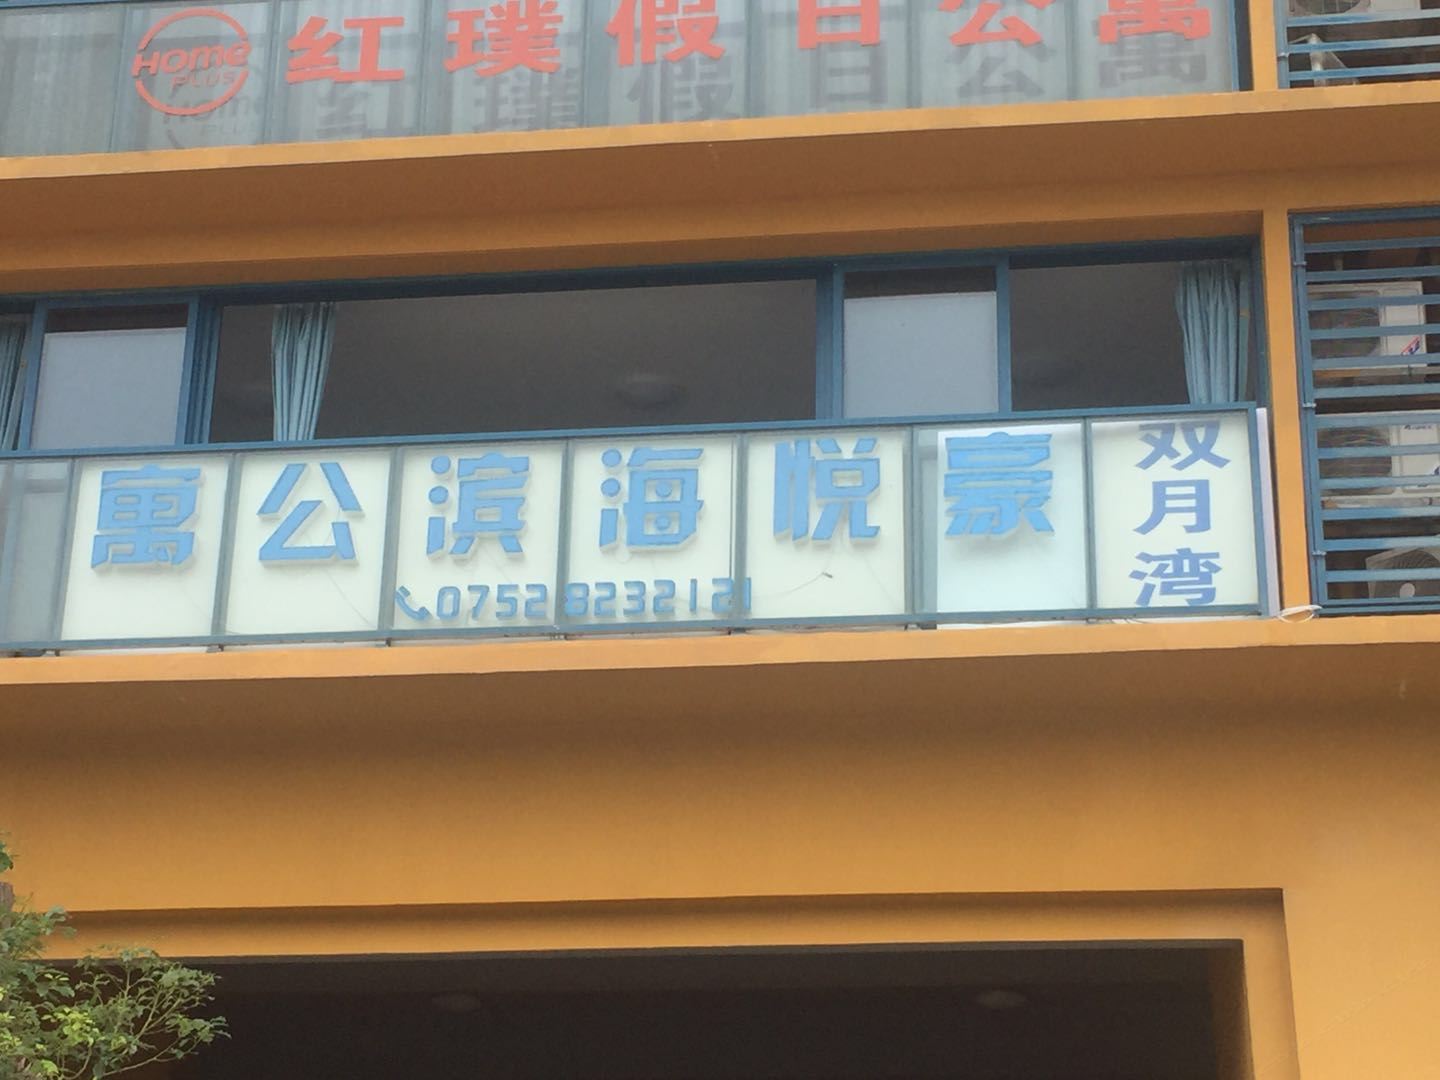 HOme
PLUS
红璞假日公寓
寓公滨海悦豪
双月湾
0752 8232121